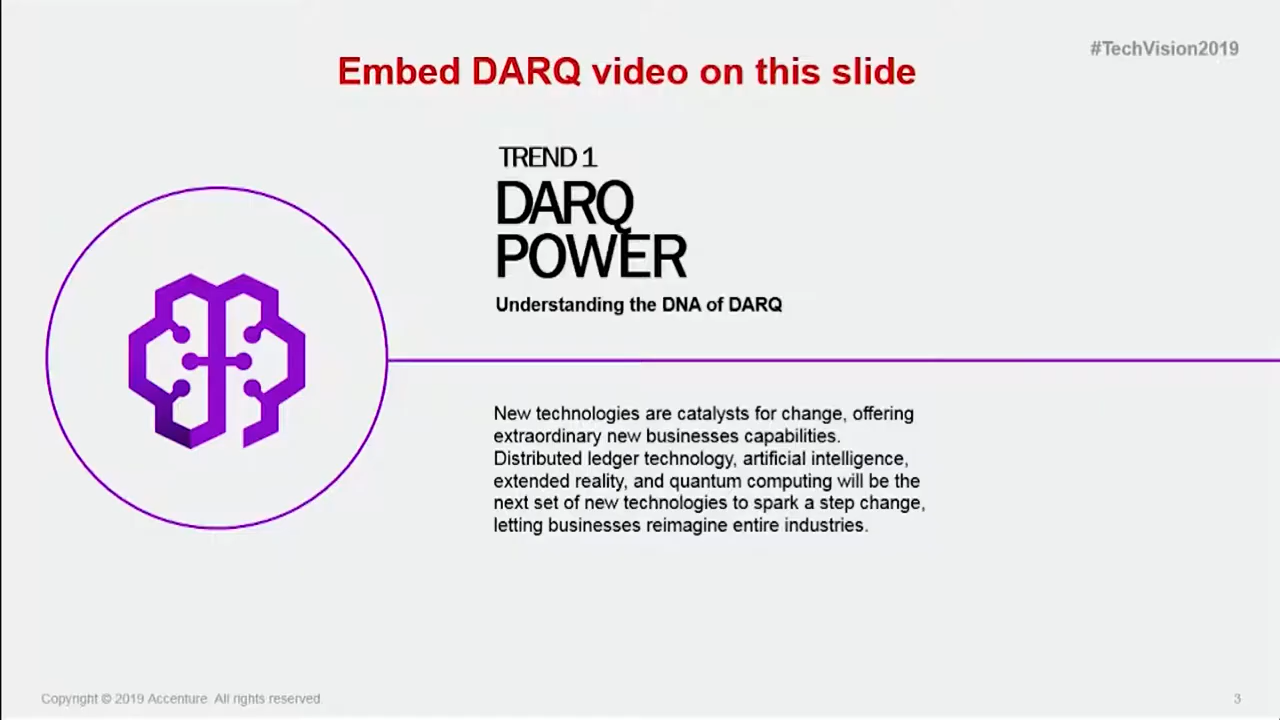 #TechVision2019
Embed DARQ video on this slide
TREND 1
DARQ
POWER
Understanding the DNA of DARQ
New technologies are catalysts for change, offering
extraordinary new businesses capabilities.
Distributed ledger technology, artificial intelligence,
extended reality, and quantum computing will be the
next set of new technologies to spark a step change,
letting businesses reimagine entire industries.
Copyright © 2019 Accenture. All rights reserved.
3